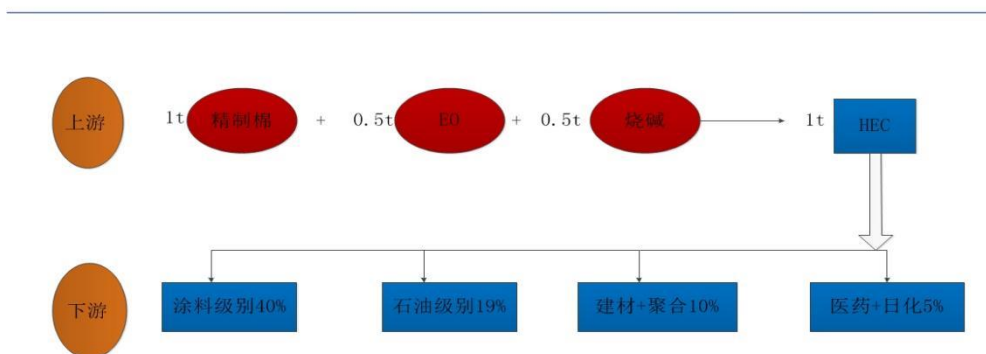 上游 1t 精制棉 + 0.5t EO + 0.5t 烧碱 1t HEC
下游 涂料级别40% 石油级别19% 建材+聚合10% 医药+日化5%